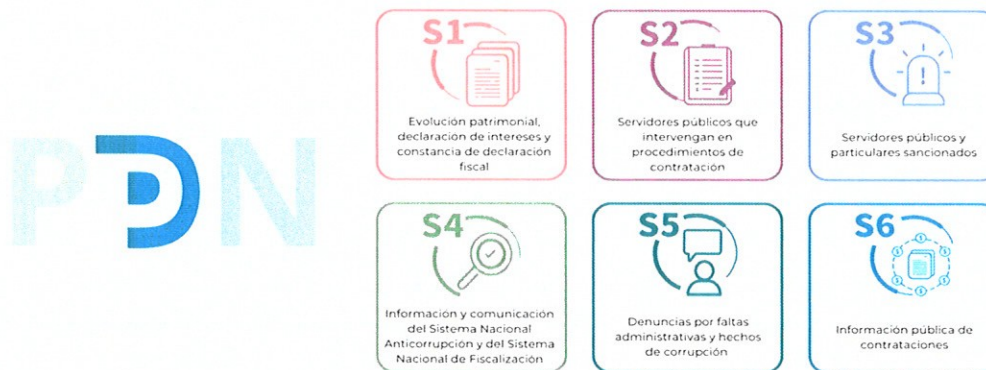 PDN
S1
Evolución patrimonial,
declaración de intereses y
constancia de declaración
fiscal
S2
Servidores públicos que
intervengan en
procedimientos de
contratación
S3
Servidores públicos y
particulares sancionados
S4
Información y comunicación
del Sistema Nacional
Anticorrupción y del Sistema
Nacional de Fiscalización
S5
Denuncias por faltas
administrativas y hechos
de corrupción
S6
Información pública de
contrataciones